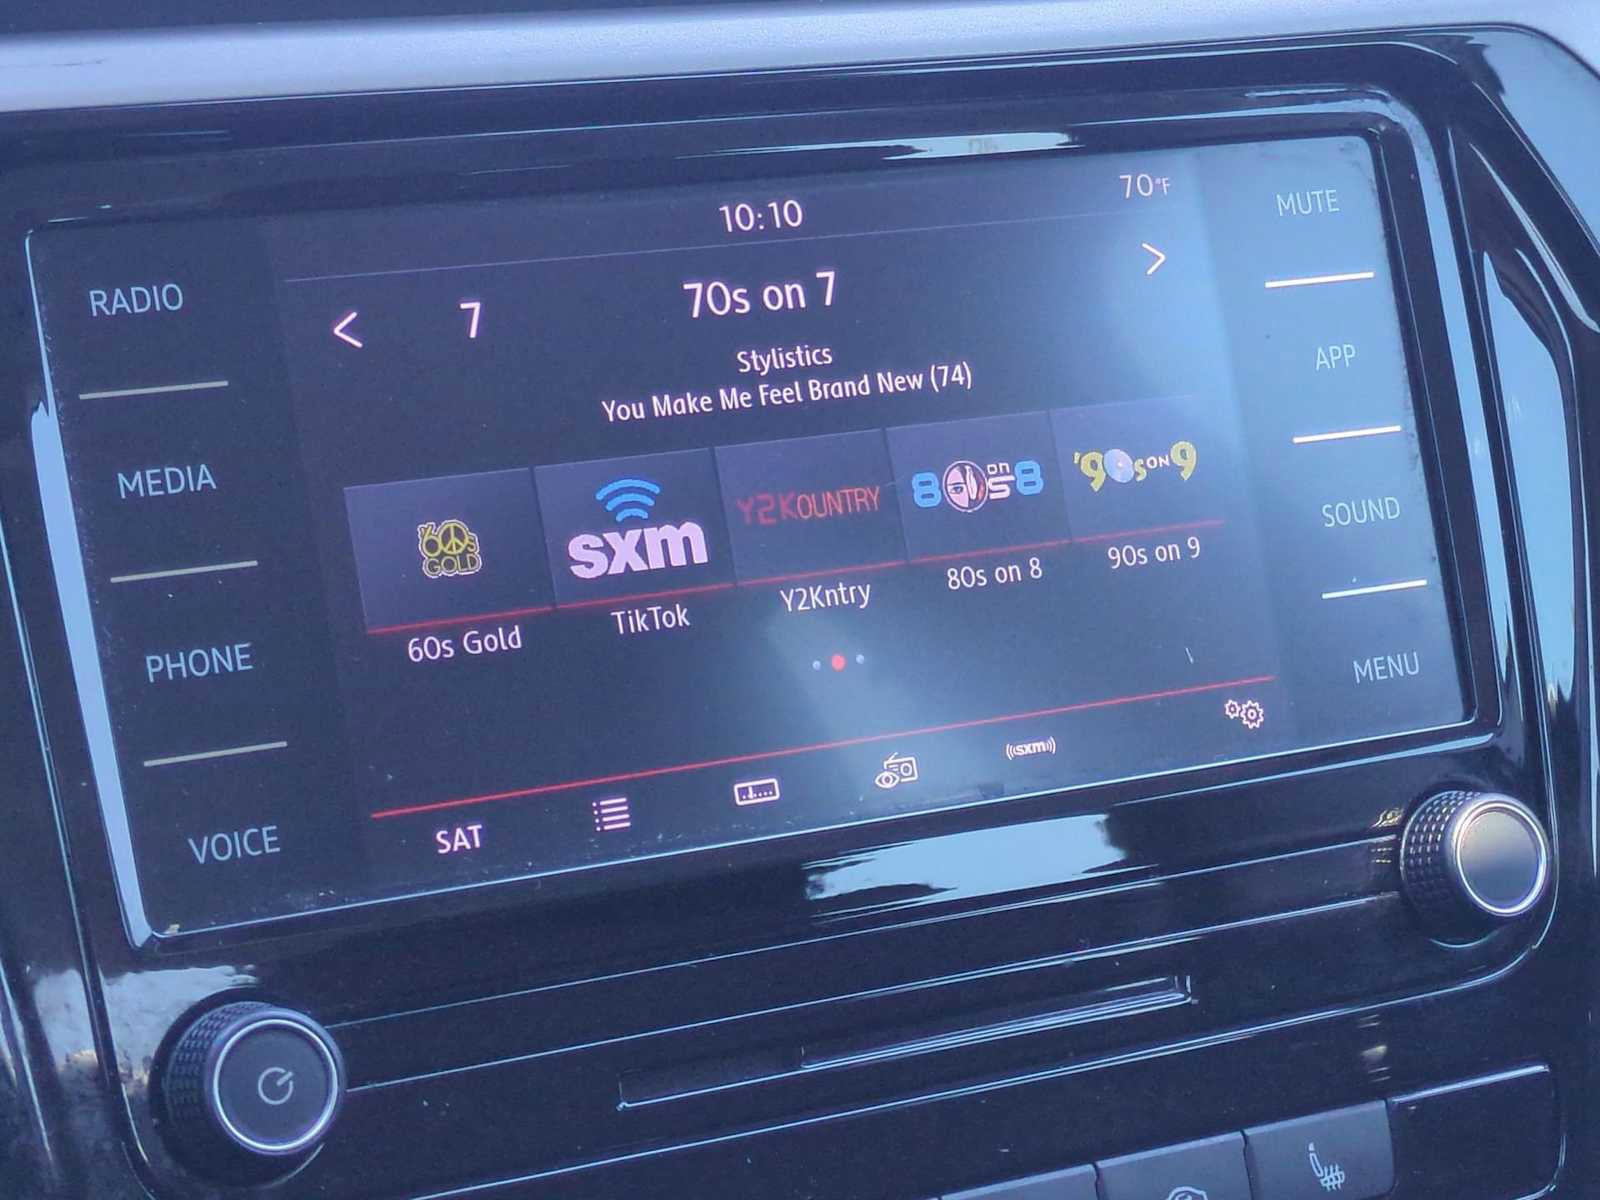 10:10
70°F
MUTE
RADIO
7
70s on 7
Stylistics
You Make Me Feel Brand New (74)
APP
MEDIA
'60s
GOLD
sxm
Y2KOUNTRY
80s on 8
'90s ON 9
SOUND
60s Gold
TikTok
Y2Kntry
80s on 8
90s on 9
PHONE
MENU
VOICE
SAT
((sxm))